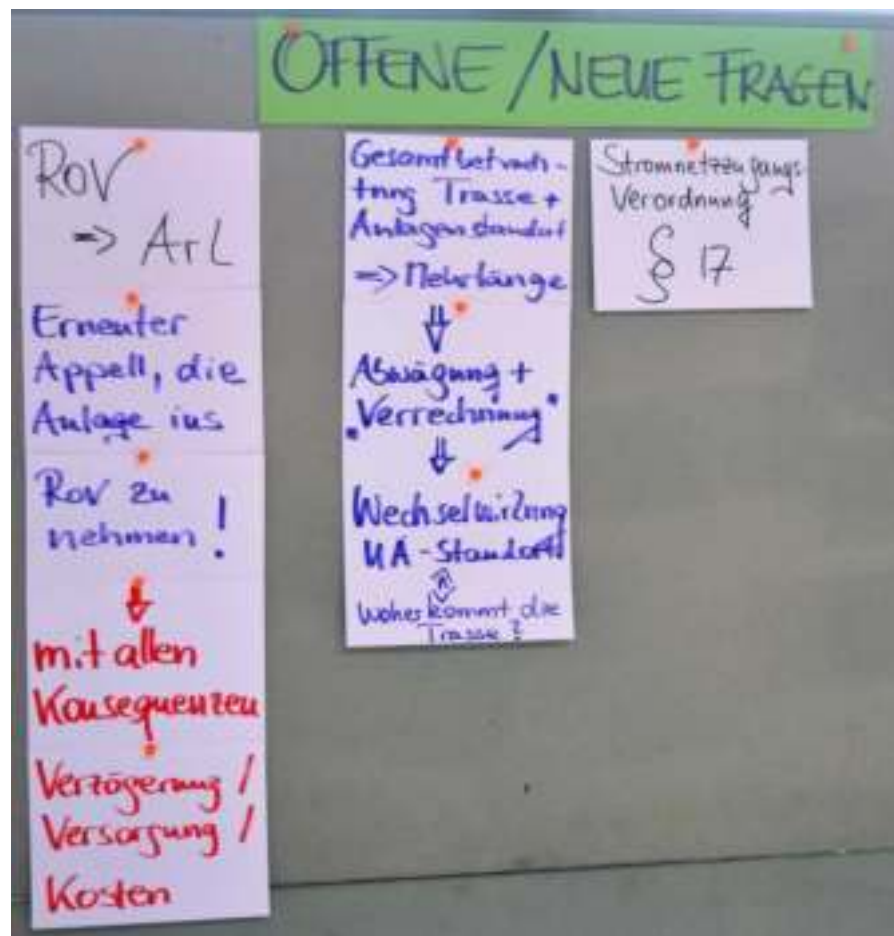 OFFENE / NEUE FRAGEN
ROV
=> ArL
Erneuter
Appell, die
Anlage ins
ROV zu
nehmen !
mit allen
Konsequenzen
Verzögerung /
Versorgung /
Kosten
Gesamtbetrach-
tung Trasse +
Anlagenstandort
=> Mehrlänge
⇓
Abwägung +
"Verrechnung"
⇓
Wechselwirkung
UA-Standort
⇕
Woher kommt die
Trasse?
Stromnetzzugangs-
Verordnung
§ 17